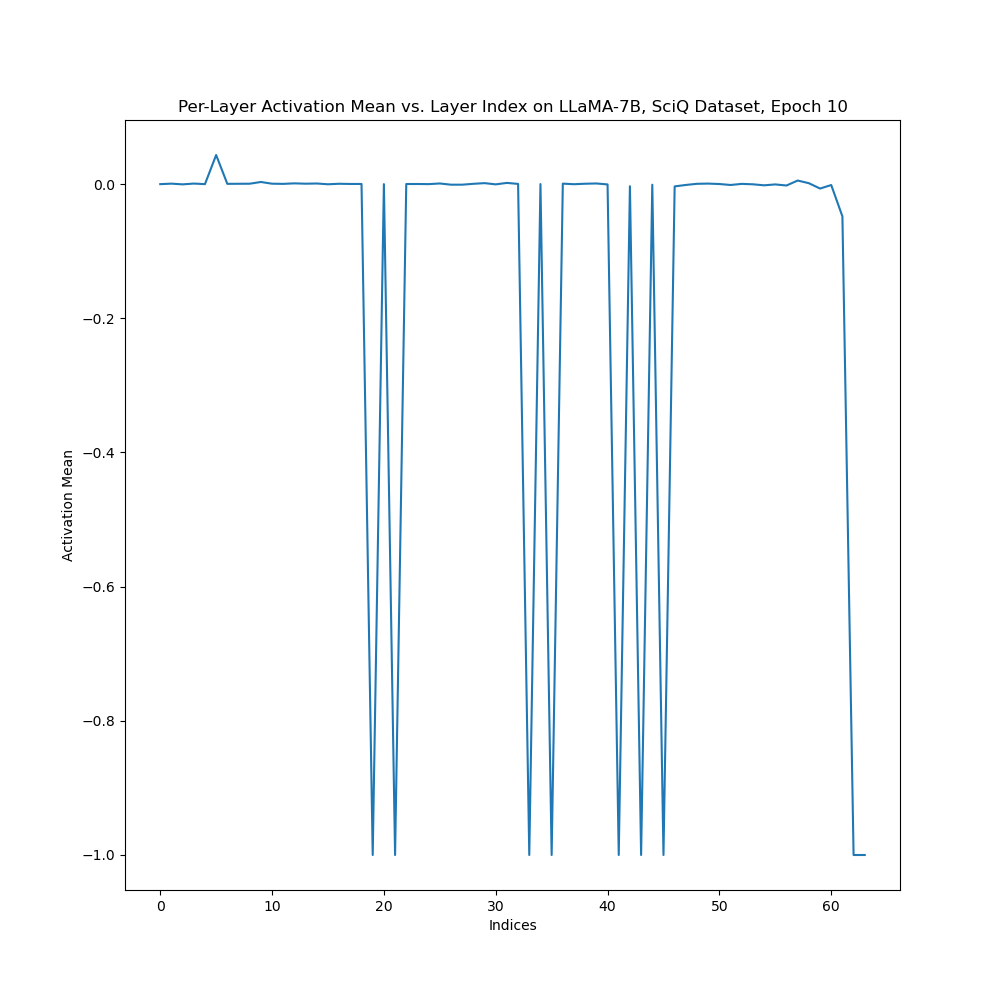 Per-Layer Activation Mean vs. Layer Index on LLaMA-7B, SciQ Dataset, Epoch 10
0.0
−0.2
−0.4
−0.6
−0.8
−1.0
Activation Mean
0 10 20 30 40 50 60
Indices